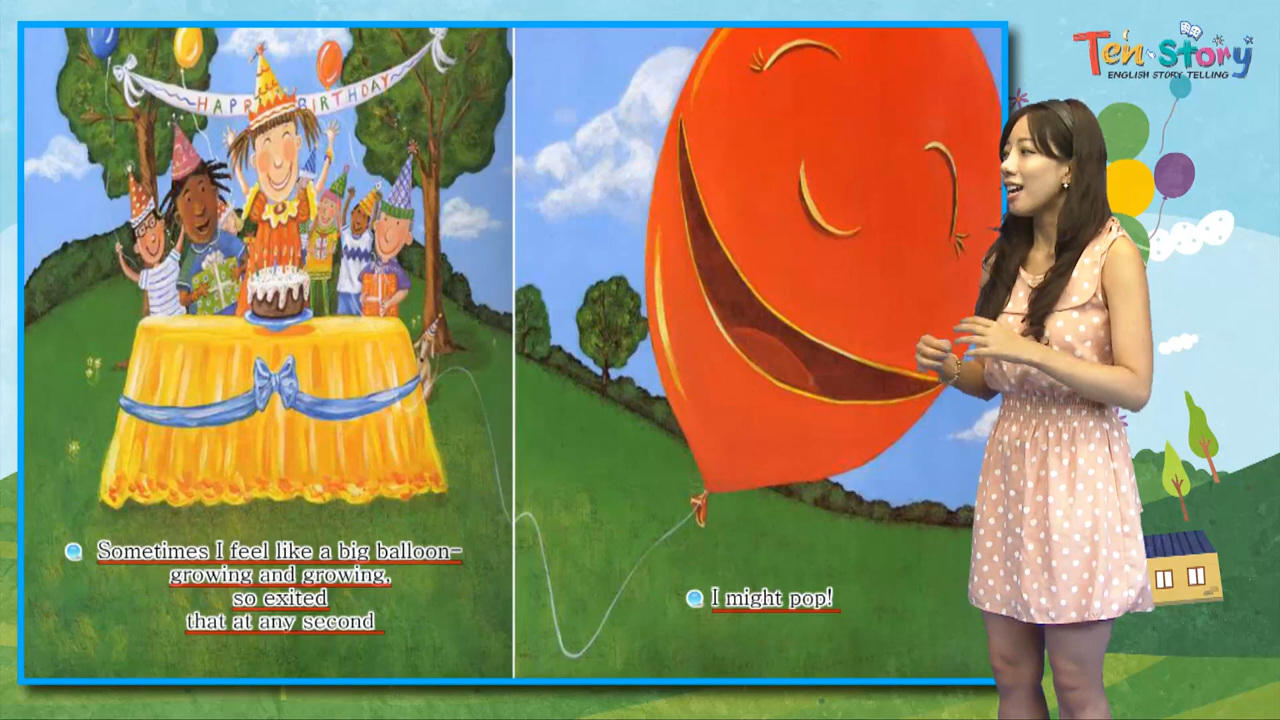 HAPPY BIRTHDAY
Sometimes I feel like a big balloon-
growing and growing,
so exited
that at any second
I might pop!
Ten Story
ENGLISH STORY TELLING